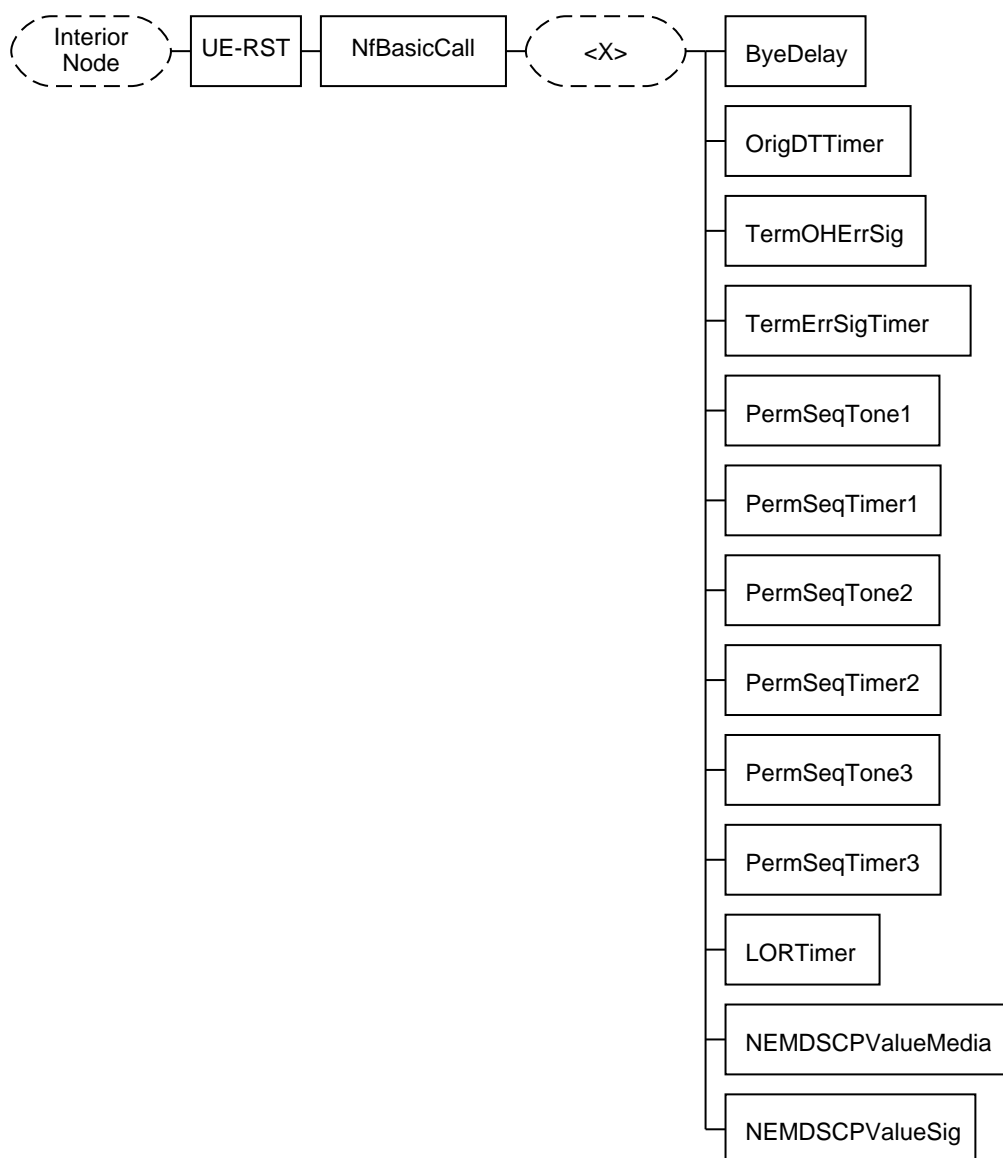 Interior
Node
UE-RST
NfBasicCall
<X>
ByeDelay
OrigDTTimer
TermOHErrSig
TermErrSigTimer
PermSeqTone1
PermSeqTimer1
PermSeqTone2
PermSeqTimer2
PermSeqTone3
PermSeqTimer3
LORTimer
NEMDSCPValueMedia
NEMDSCPValueSig